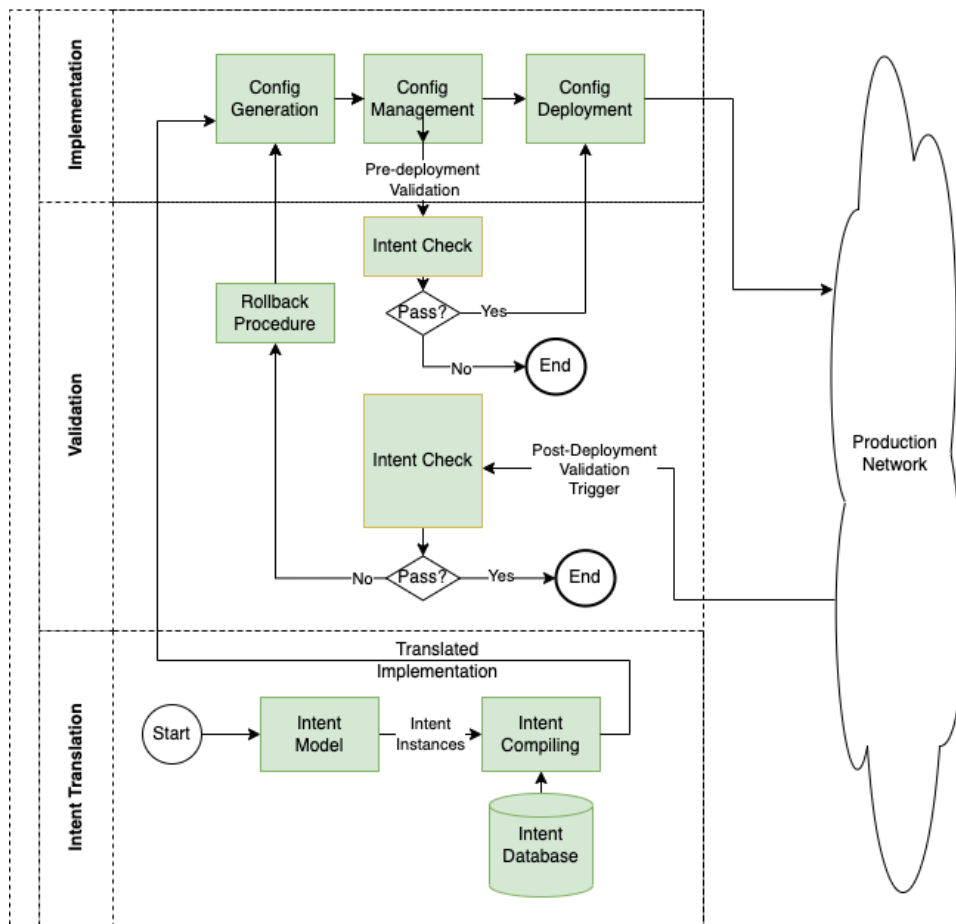 Implementation
Config
Generation
Config
Management
Config
Deployment
Pre-deployment
Validation
Validation
Intent Check
Rollback
Procedure
Pass?
Yes
No
End
Intent Check
Post-Deployment
Validation
Trigger
Production
Network
Pass?
No
Yes
End
Intent Translation
Translated
Implementation
Start
Intent
Model
Intent
Instances
Intent
Compiling
Intent
Database